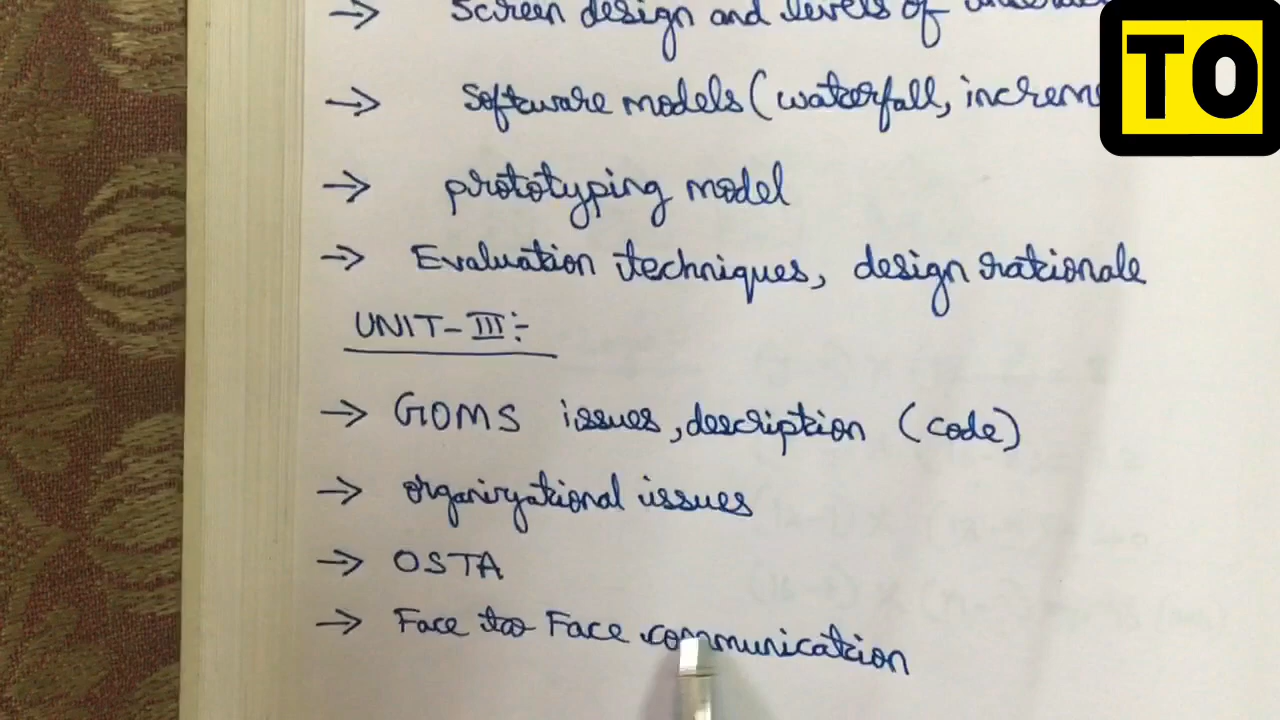 → Screen design and levels of
TO
→ Software models (waterfall, increme
→ prototyping model
→ Evaluation techniques, design rationale
UNIT-III:-
→ GOMS issues, description (code)
→ organizational issues
→ OSTA
→ Face to Face communication